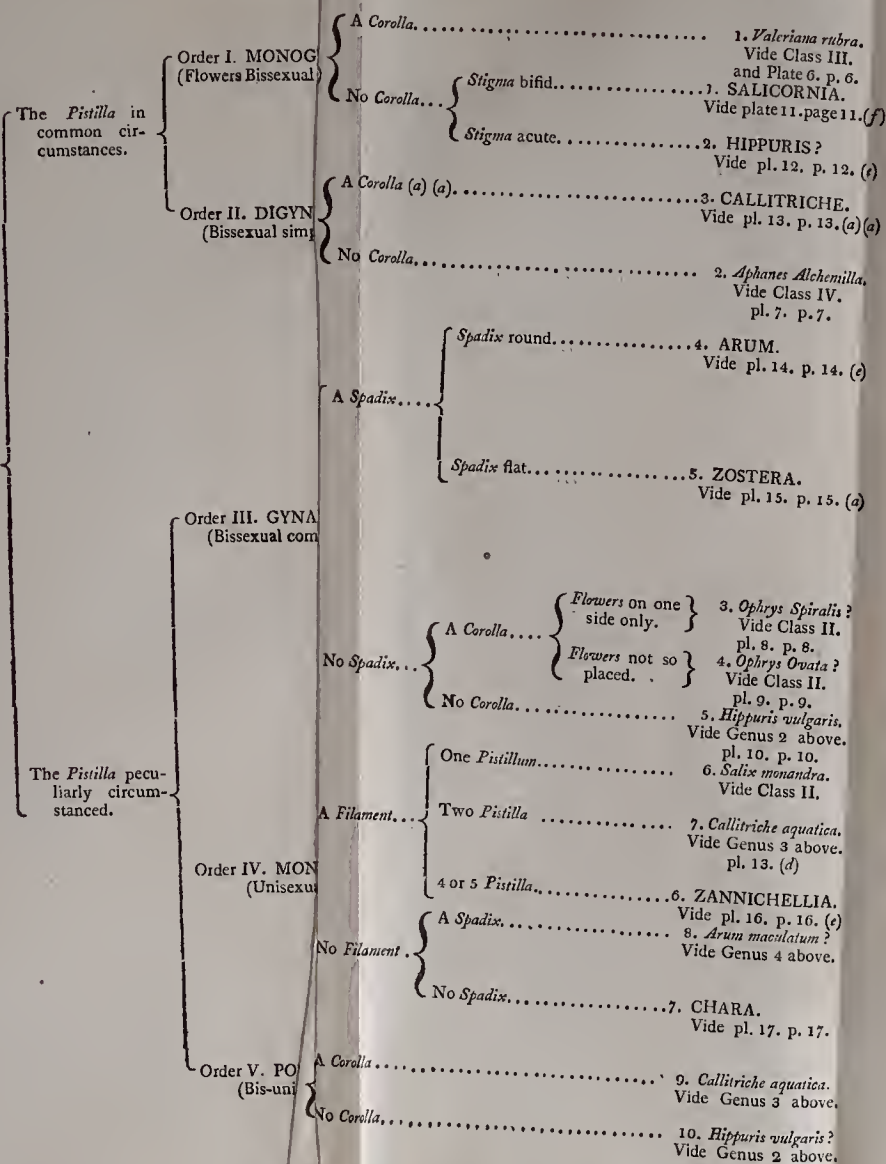 The Pistilla in
common cir-
cumstances.
Order I. MONOG
(Flowers Bissexual
A Corolla
1. Valeriana rubra.
Vide Class III.
and Plate 6. p. 6.
No Corolla
Stigma bifid
1. SALICORNIA.
Vide plate 11. page 11. (f)
Stigma acute
2. HIPPURIS?
Vide pl. 12. p. 12. (e)
Order II. DIGYN
(Bissexual simp
A Corolla (a) (a)
3. CALLITRICHE.
Vide pl. 13. p. 13. (a)(a)
No Corolla
2. Aphanes Alchemilla.
Vide Class IV.
pl. 7. p. 7.
The Pistilla pecu-
liarly circum-
stanced.
Order III. GYNA
(Bissexual com
A Spadix
Spadix round
4. ARUM.
Vide pl. 14. p. 14. (e)
Spadix flat
5. ZOSTERA.
Vide pl. 15. p. 15. (a)
No Spadix
A Corolla
Flowers on one
side only.
3. Ophrys Spiralis?
Vide Class II.
pl. 8. p. 8.
Flowers not so
placed.
4. Ophrys Ovata?
Vide Class II.
pl. 9. p. 9.
No Corolla
5. Hippuris vulgaris.
Vide Genus 2 above.
pl. 10. p. 10.
Order IV. MON
(Unisexu
A Filament
One Pistillum
6. Salix monandra.
Vide Class II.
Two Pistilla
7. Callitriche aquatica.
Vide Genus 3 above.
pl. 13. (d)
4 or 5 Pistilla
6. ZANNICHELLIA.
Vide pl. 16. p. 16. (e)
No Filament
A Spadix
8. Arum maculatum?
Vide Genus 4 above.
No Spadix
7. CHARA.
Vide pl. 17. p. 17.
Order V. PO
(Bis-uni
A Corolla
9. Callitriche aquatica.
Vide Genus 3 above.
No Corolla
10. Hippuris vulgaris?
Vide Genus 2 above.